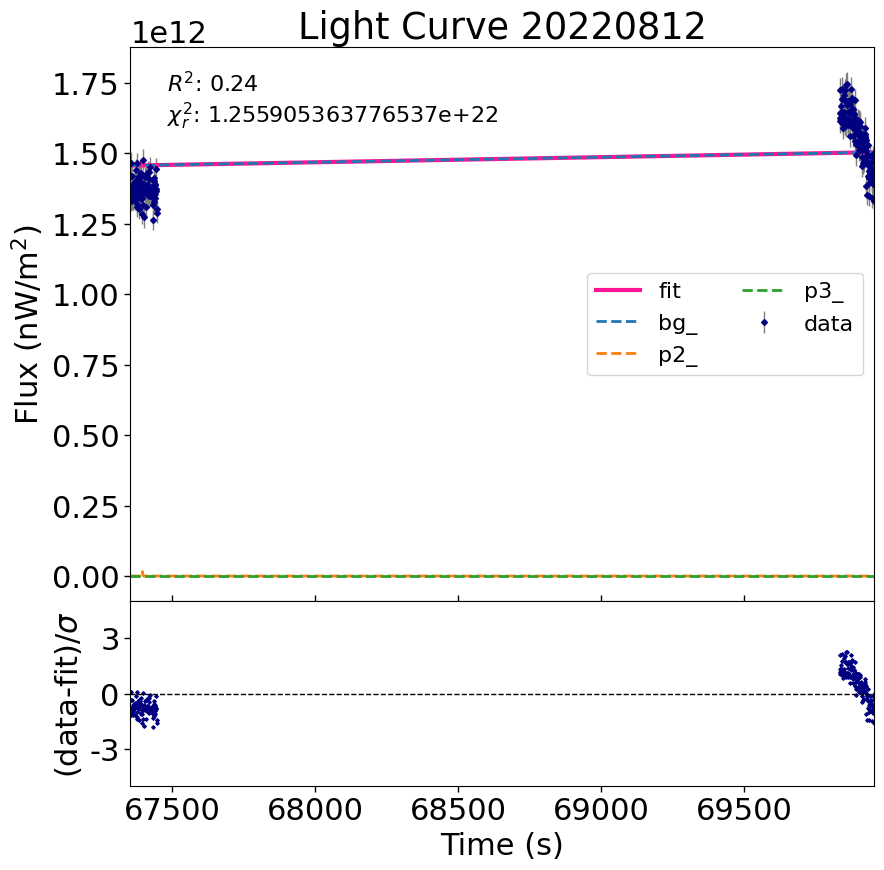 Light Curve 20220812
1e12
R²: 0.24
χ²ᵣ: 1.255905363776537e+22
1.75
1.50
1.25
1.00
0.75
0.50
0.25
0.00
Flux (nW/m²)
fit
bg_
p2_
p3_
data
3
0
-3
(data-fit)/σ
67500 68000 68500 69000 69500
Time (s)